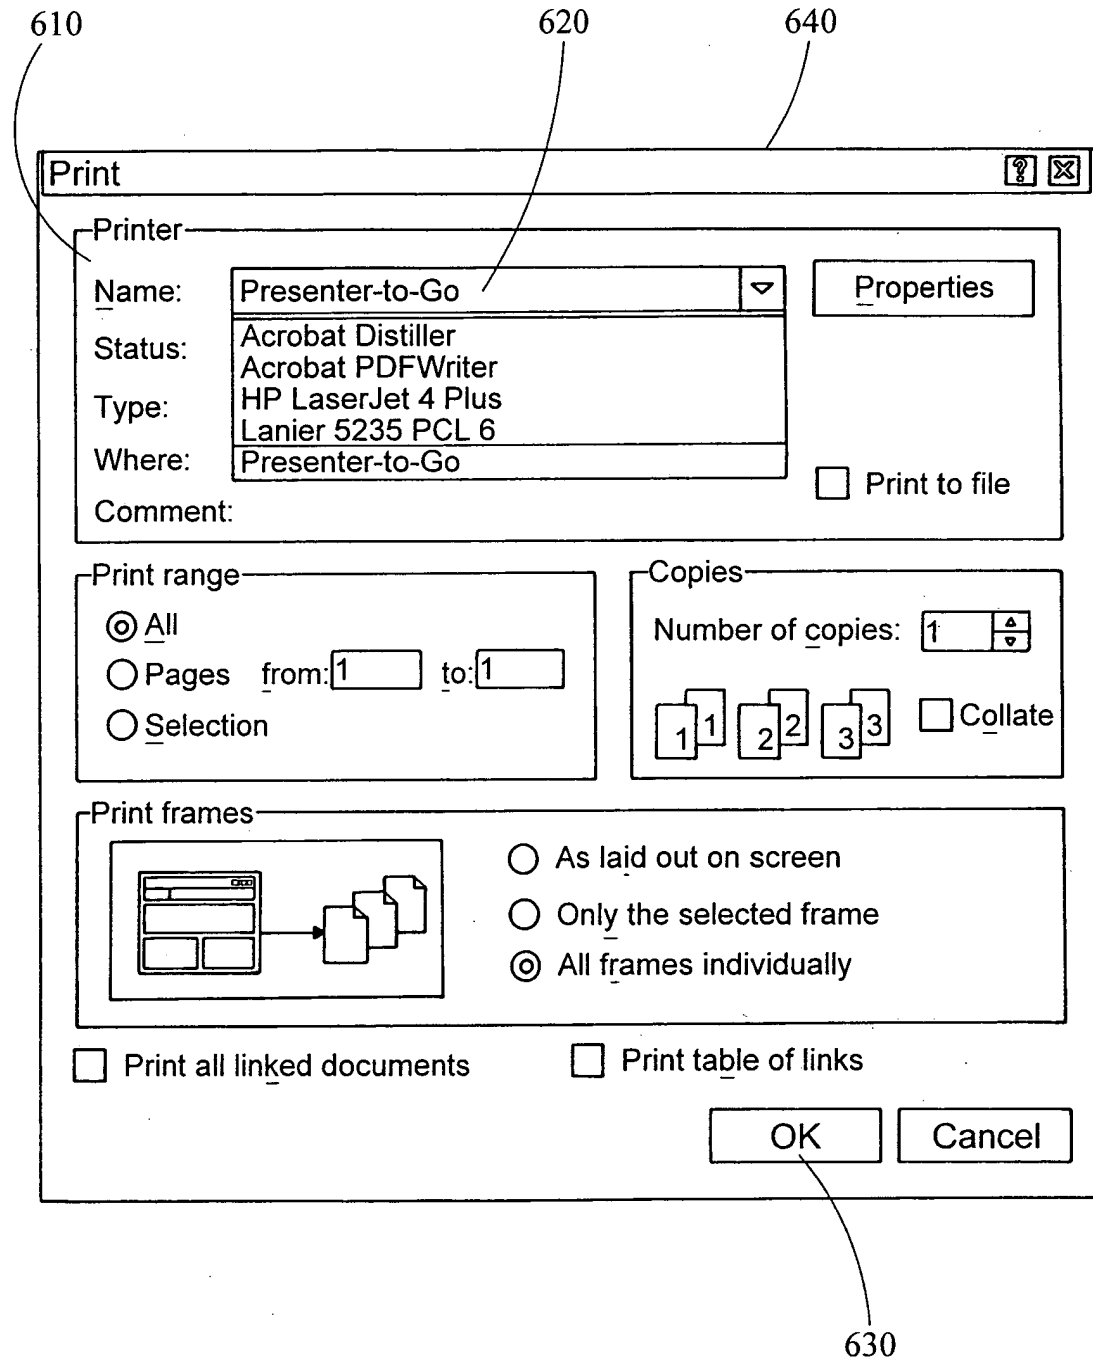 610 620 640
Print
Printer
Name: Presenter-to-Go Properties
Status: Acrobat Distiller
Acrobat PDFWriter
Type: HP LaserJet 4 Plus
Lanier 5235 PCL 6
Where: Presenter-to-Go
Print to file
Comment:
Print range Copies
All Number of copies: 1
Pages from: 1 to: 1
Selection 1 1 2 2 3 3 Collate
Print frames
As laid out on screen
Only the selected frame
All frames individually
Print all linked documents Print table of links
OK Cancel
630